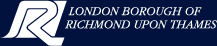 LONDON BOROUGH OF
RICHMOND UPON THAMES